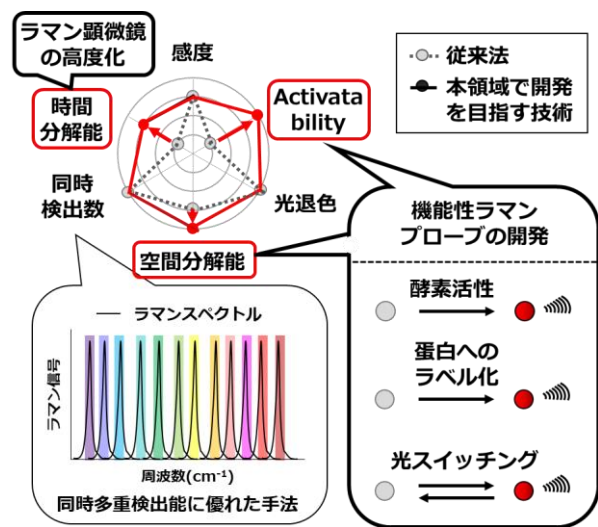 ラマン顕微鏡
の高度化
感度
時間
分解能
Activata
bility
同時
検出数
光退色
空間分解能
従来法
本領域で開発
を目指す技術
ラマンスペクトル
ラマン信号
周波数(cm⁻¹)
同時多重検出能に優れた手法
機能性ラマン
プローブの開発
酵素活性
蛋白への
ラベル化
光スイッチング